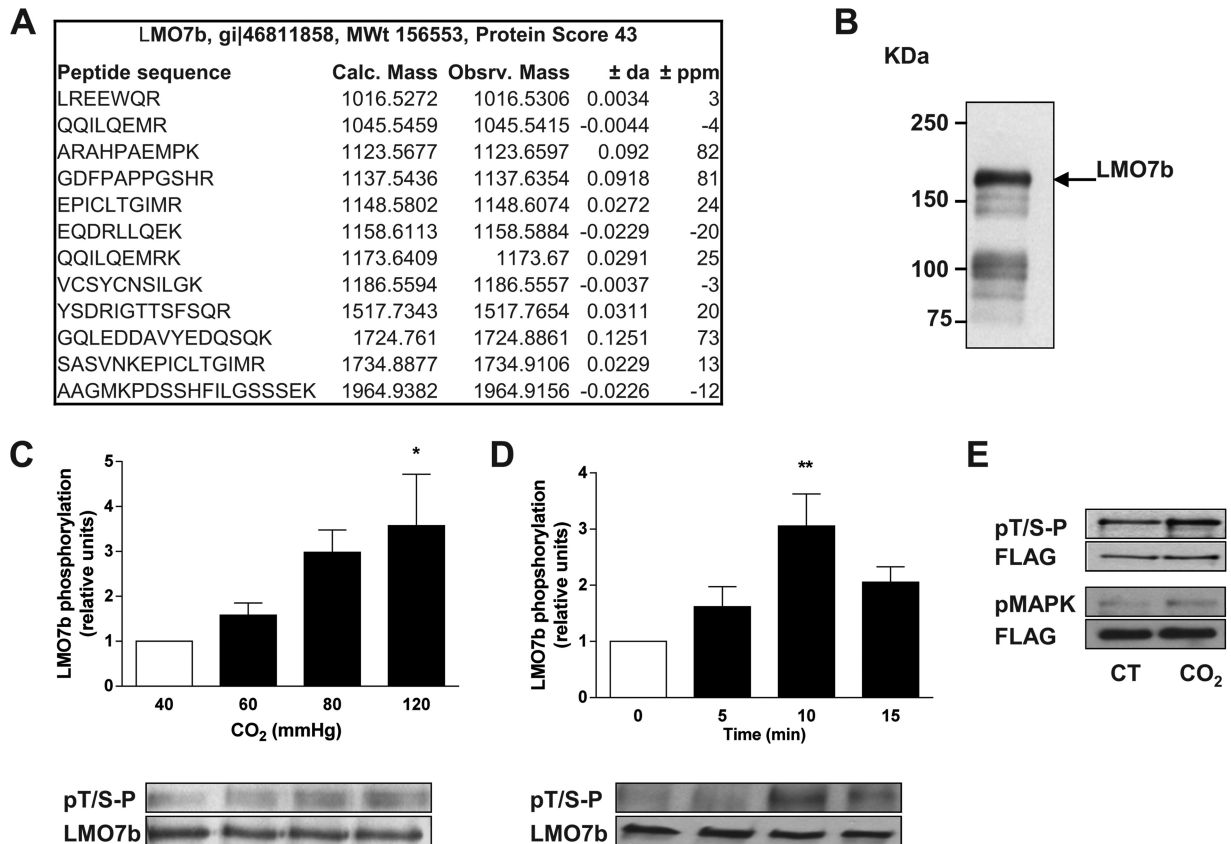 A
LMO7b, gi|46811858, MWt 156553, Protein Score 43
Peptide sequence Calc. Mass Obsrv. Mass ± da ± ppm
LREEWQR 1016.5272 1016.5306 0.0034 3
QQILQEMR 1045.5459 1045.5415 -0.0044 -4
ARAHPAEMPK 1123.5677 1123.6597 0.092 82
GDFPAPPGSHR 1137.5436 1137.6354 0.0918 81
EPICLTGIMR 1148.5802 1148.6074 0.0272 24
EQDRLLQEK 1158.6113 1158.5884 -0.0229 -20
QQILQEMRK 1173.6409 1173.67 0.0291 25
VCSYCNSILGK 1186.5594 1186.5557 -0.0037 -3
YSDRIGTTSFSQR 1517.7343 1517.7654 0.0311 20
GQLEDDAVYEDQSQK 1724.761 1724.8861 0.1251 73
SASVNKEPICLTGIMR 1734.8877 1734.9106 0.0229 13
AAGMKPDSSHFILGSSSEK 1964.9382 1964.9156 -0.0226 -12
B
KDa
250
150
100
75
LMO7b
C
LMO7b phosphorylation
(relative units)
5
4
3
2
1
0
*
40 60 80 120
CO₂ (mmHg)
pT/S-P
LMO7b
D
LMO7b phopshorylation
(relative units)
4
3
2
1
0
**
0 5 10 15
Time (min)
pT/S-P
LMO7b
E
pT/S-P
FLAG
pMAPK
FLAG
CT CO₂